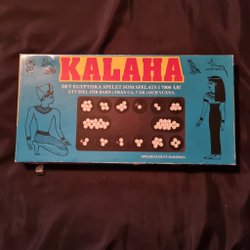 KALAHA
DET EGYPTISKA SPELET SOM SPELATS I 7000 ÅR!
ETT SPEL FÖR BARN (FRÅN CA. 7 ÅR) OCH VUXNA.